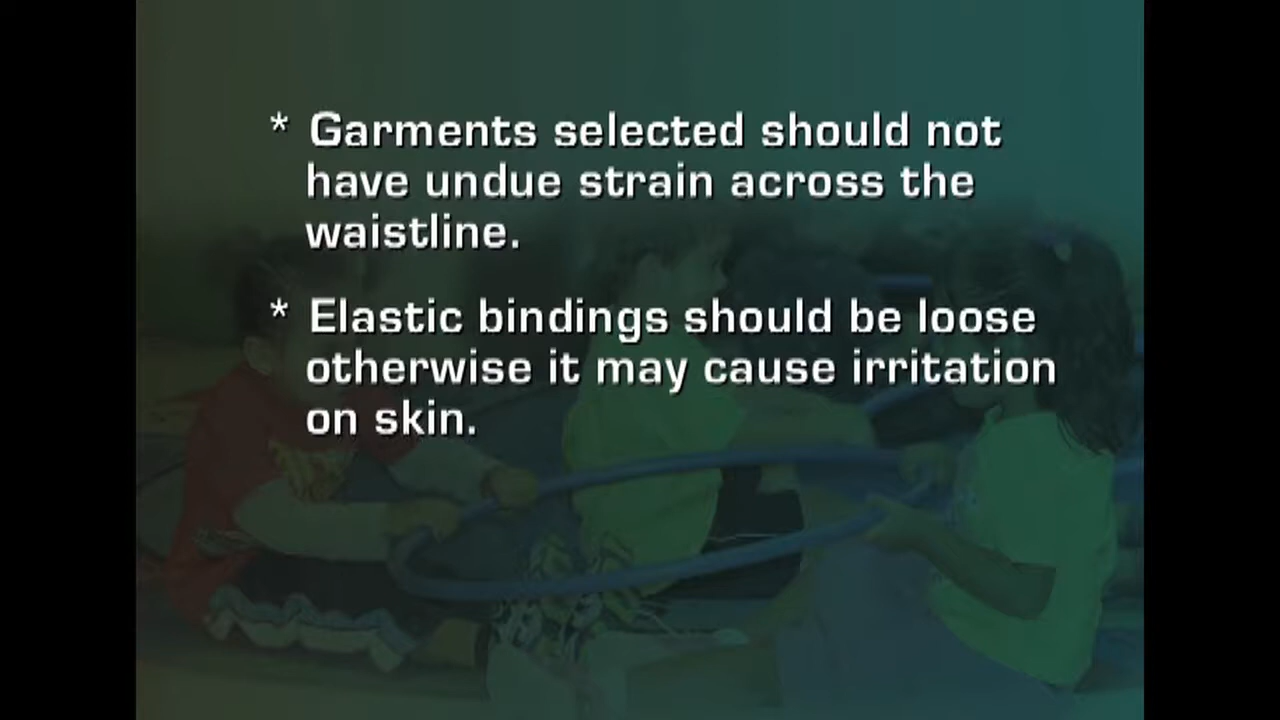 * Garments selected should not
have undue strain across the
waistline.
* Elastic bindings should be loose
otherwise it may cause irritation
on skin.